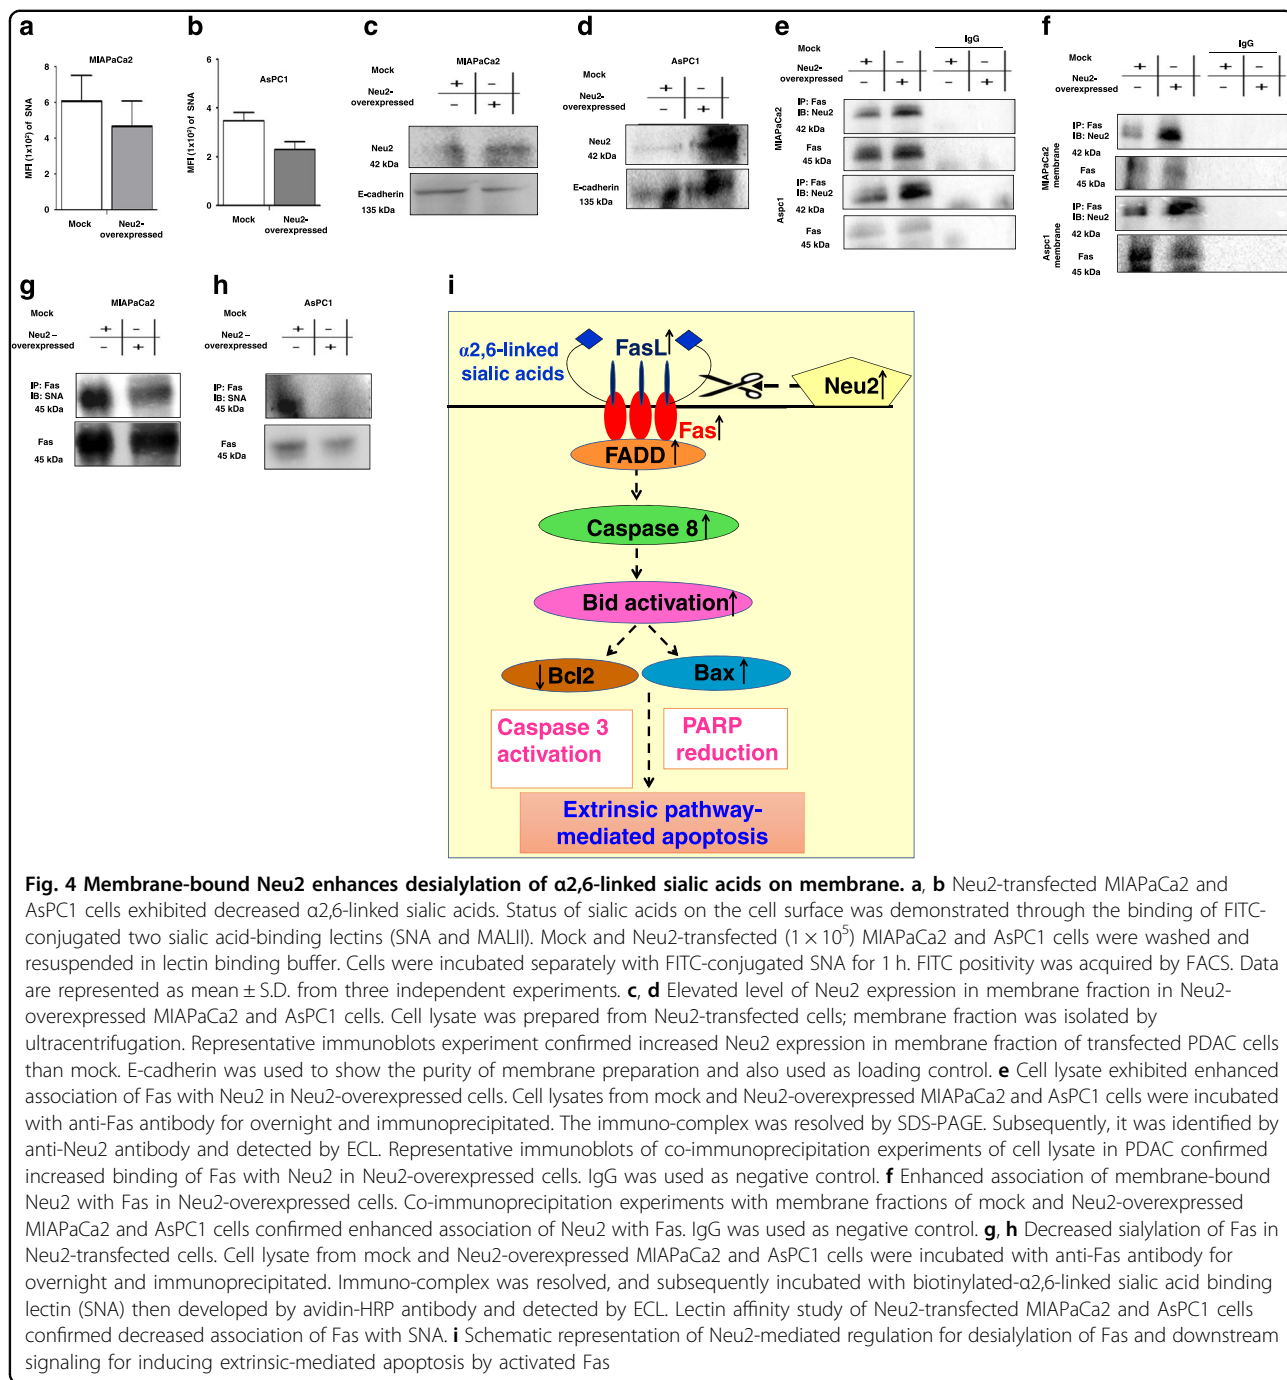 a
MIAPaCa2
MFI (1x10²) of SNA
8
6
4
2
0
Mock
Neu2-
overexpressed
b
AsPC1
MFI (1x10²) of SNA
6
4
2
0
Mock
Neu2-
overexpressed
c
MIAPaCa2
Mock
+ −
Neu2-
overexpressed
− +
Neu2
42 kDa
E-cadherin
135 kDa
d
AsPC1
Mock
+ −
Neu2-
overexpressed
− +
Neu2
42 kDa
E-cadherin
135 kDa
e
IgG
Mock
+ − + −
Neu2-
overexpressed
− + − +
MIAPaCa2
IP: Fas
IB: Neu2
42 kDa
Fas
45 kDa
Aspc1
IP: Fas
IB: Neu2
42 kDa
Fas
45 kDa
f
IgG
Mock
+ − + −
Neu2-
overexpressed
− + − +
MIAPaCa2
membrane
IP: Fas
IB: Neu2
42 kDa
Fas
45 kDa
Aspc1
membrane
IP: Fas
IB: Neu2
42 kDa
Fas
45 kDa
g
MIAPaCa2
Mock
+ −
Neu2 –
overexpressed
− +
IP: Fas
IB: SNA
45 kDa
Fas
45 kDa
h
AsPC1
Mock
+ −
Neu2 –
overexpressed
− +
IP: Fas
IB: SNA
45 kDa
Fas
45 kDa
i
α2,6-linked
sialic acids
FasL↑
Neu2↑
Fas↑
FADD↑
Caspase 8↑
Bid activation↑
↓Bcl2
Bax↑
Caspase 3
activation
PARP
reduction
Extrinsic pathway-
mediated apoptosis
Fig. 4 Membrane-bound Neu2 enhances desialylation of α2,6-linked sialic acids on membrane. a, b Neu2-transfected MIAPaCa2 and
AsPC1 cells exhibited decreased α2,6-linked sialic acids. Status of sialic acids on the cell surface was demonstrated through the binding of FITC-
conjugated two sialic acid-binding lectins (SNA and MALII). Mock and Neu2-transfected (1 × 10⁵) MIAPaCa2 and AsPC1 cells were washed and
resuspended in lectin binding buffer. Cells were incubated separately with FITC-conjugated SNA for 1 h. FITC positivity was acquired by FACS. Data
are represented as mean ± S.D. from three independent experiments. c, d Elevated level of Neu2 expression in membrane fraction in Neu2-
overexpressed MIAPaCa2 and AsPC1 cells. Cell lysate was prepared from Neu2-transfected cells; membrane fraction was isolated by
ultracentrifugation. Representative immunoblots experiment confirmed increased Neu2 expression in membrane fraction of transfected PDAC cells
than mock. E-cadherin was used to show the purity of membrane preparation and also used as loading control. e Cell lysate exhibited enhanced
association of Fas with Neu2 in Neu2-overexpressed cells. Cell lysates from mock and Neu2-overexpressed MIAPaCa2 and AsPC1 cells were incubated
with anti-Fas antibody for overnight and immunoprecipitated. The immuno-complex was resolved by SDS-PAGE. Subsequently, it was identified by
anti-Neu2 antibody and detected by ECL. Representative immunoblots of co-immunoprecipitation experiments of cell lysate in PDAC confirmed
increased binding of Fas with Neu2 in Neu2-overexpressed cells. IgG was used as negative control. f Enhanced association of membrane-bound
Neu2 with Fas in Neu2-overexpressed cells. Co-immunoprecipitation experiments with membrane fractions of mock and Neu2-overexpressed
MIAPaCa2 and AsPC1 cells confirmed enhanced association of Neu2 with Fas. IgG was used as negative control. g, h Decreased sialylation of Fas in
Neu2-transfected cells. Cell lysate from mock and Neu2-overexpressed MIAPaCa2 and AsPC1 cells were incubated with anti-Fas antibody for
overnight and immunoprecipitated. Immuno-complex was resolved, and subsequently incubated with biotinylated-α2,6-linked sialic acid binding
lectin (SNA) then developed by avidin-HRP antibody and detected by ECL. Lectin affinity study of Neu2-transfected MIAPaCa2 and AsPC1 cells
confirmed decreased association of Fas with SNA. i Schematic representation of Neu2-mediated regulation for desialylation of Fas and downstream
signaling for inducing extrinsic-mediated apoptosis by activated Fas